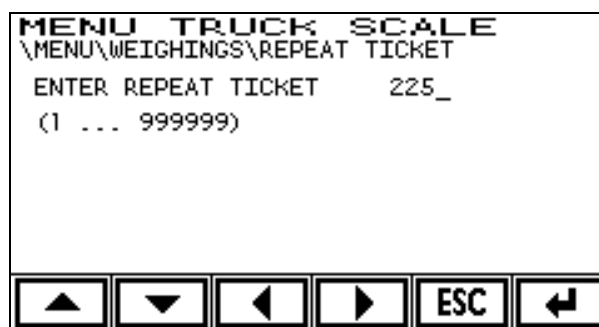 MENU TRUCK SCALE
\MENU\WEIGHINGS\REPEAT TICKET
ENTER REPEAT TICKET 225_
(1 ... 999999)
ESC